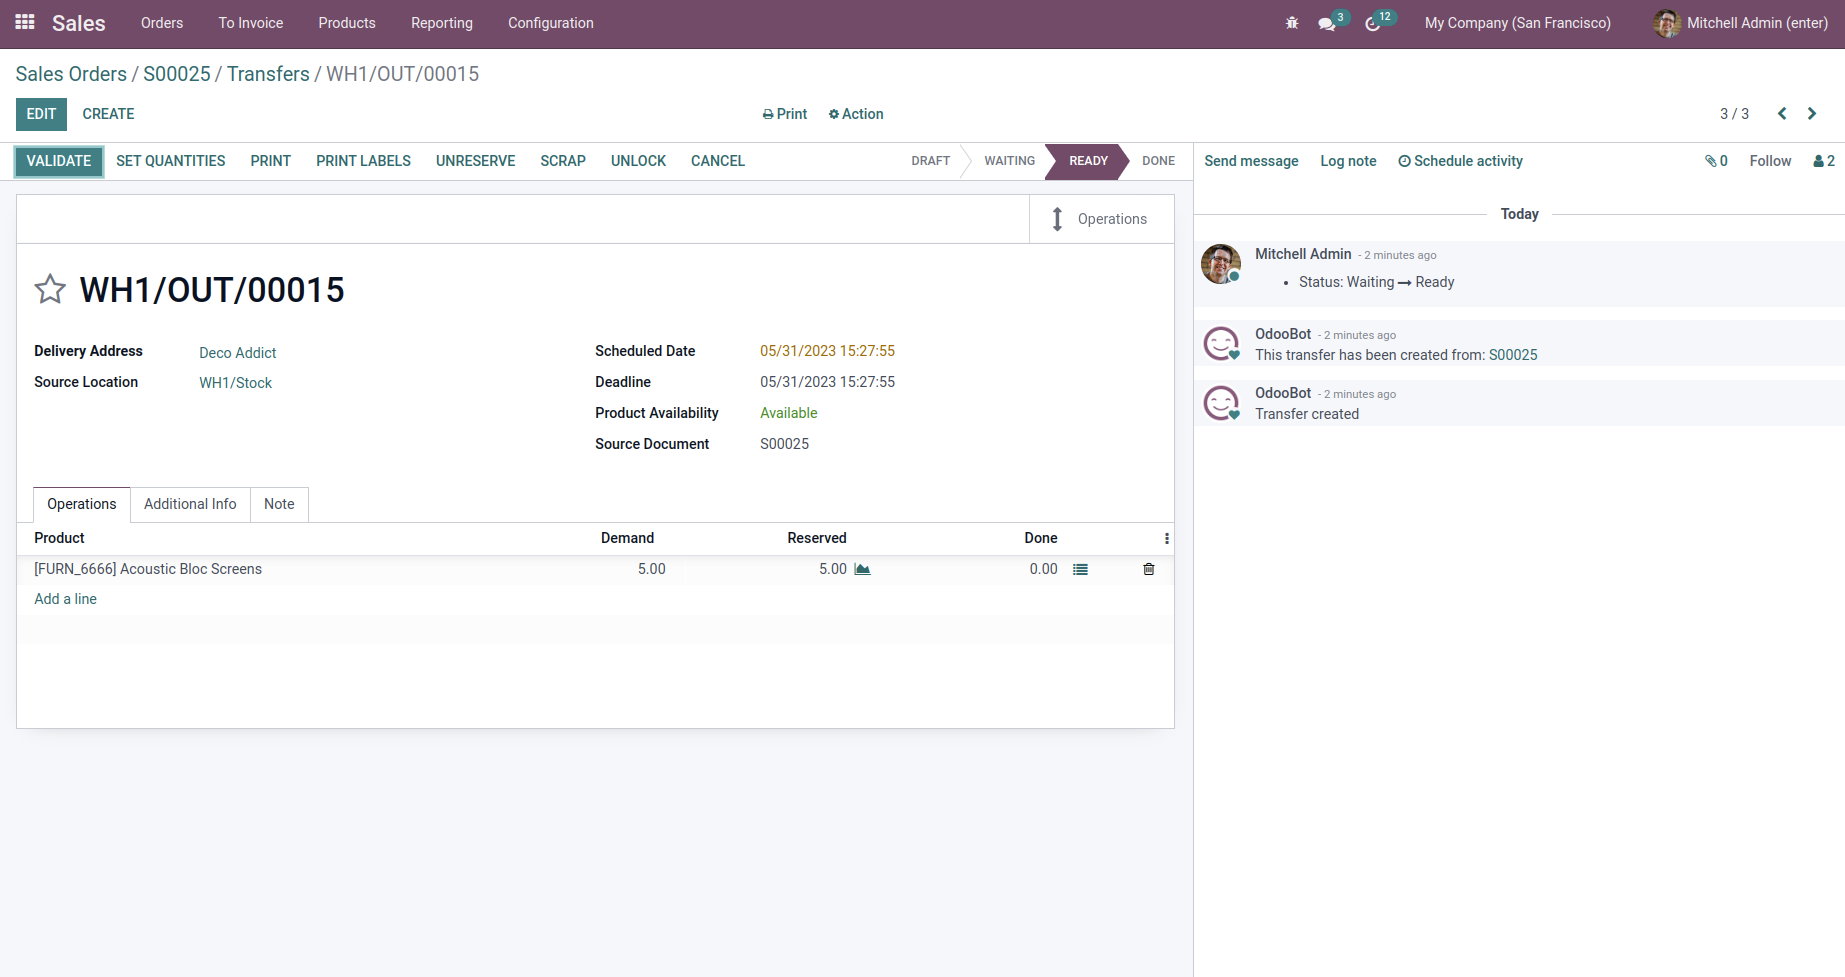 Sales Orders To Invoice Products Reporting Configuration 3 12 My Company (San Francisco) Mitchell Admin (enter)
Sales Orders / S00025 / Transfers / WH1/OUT/00015
EDIT CREATE Print Action 3 / 3
VALIDATE SET QUANTITIES PRINT PRINT LABELS UNRESERVE SCRAP UNLOCK CANCEL DRAFT WAITING READY DONE
Operations
WH1/OUT/00015
Delivery Address Deco Addict
Source Location WH1/Stock
Scheduled Date 05/31/2023 15:27:55
Deadline 05/31/2023 15:27:55
Product Availability Available
Source Document S00025
Operations Additional Info Note
Product Demand Reserved Done
[FURN_6666] Acoustic Bloc Screens 5.00 5.00 0.00
Add a line
Send message Log note Schedule activity 0 Follow 2
Today
Mitchell Admin - 2 minutes ago
• Status: Waiting → Ready
OdooBot - 2 minutes ago
This transfer has been created from: S00025
OdooBot - 2 minutes ago
Transfer created